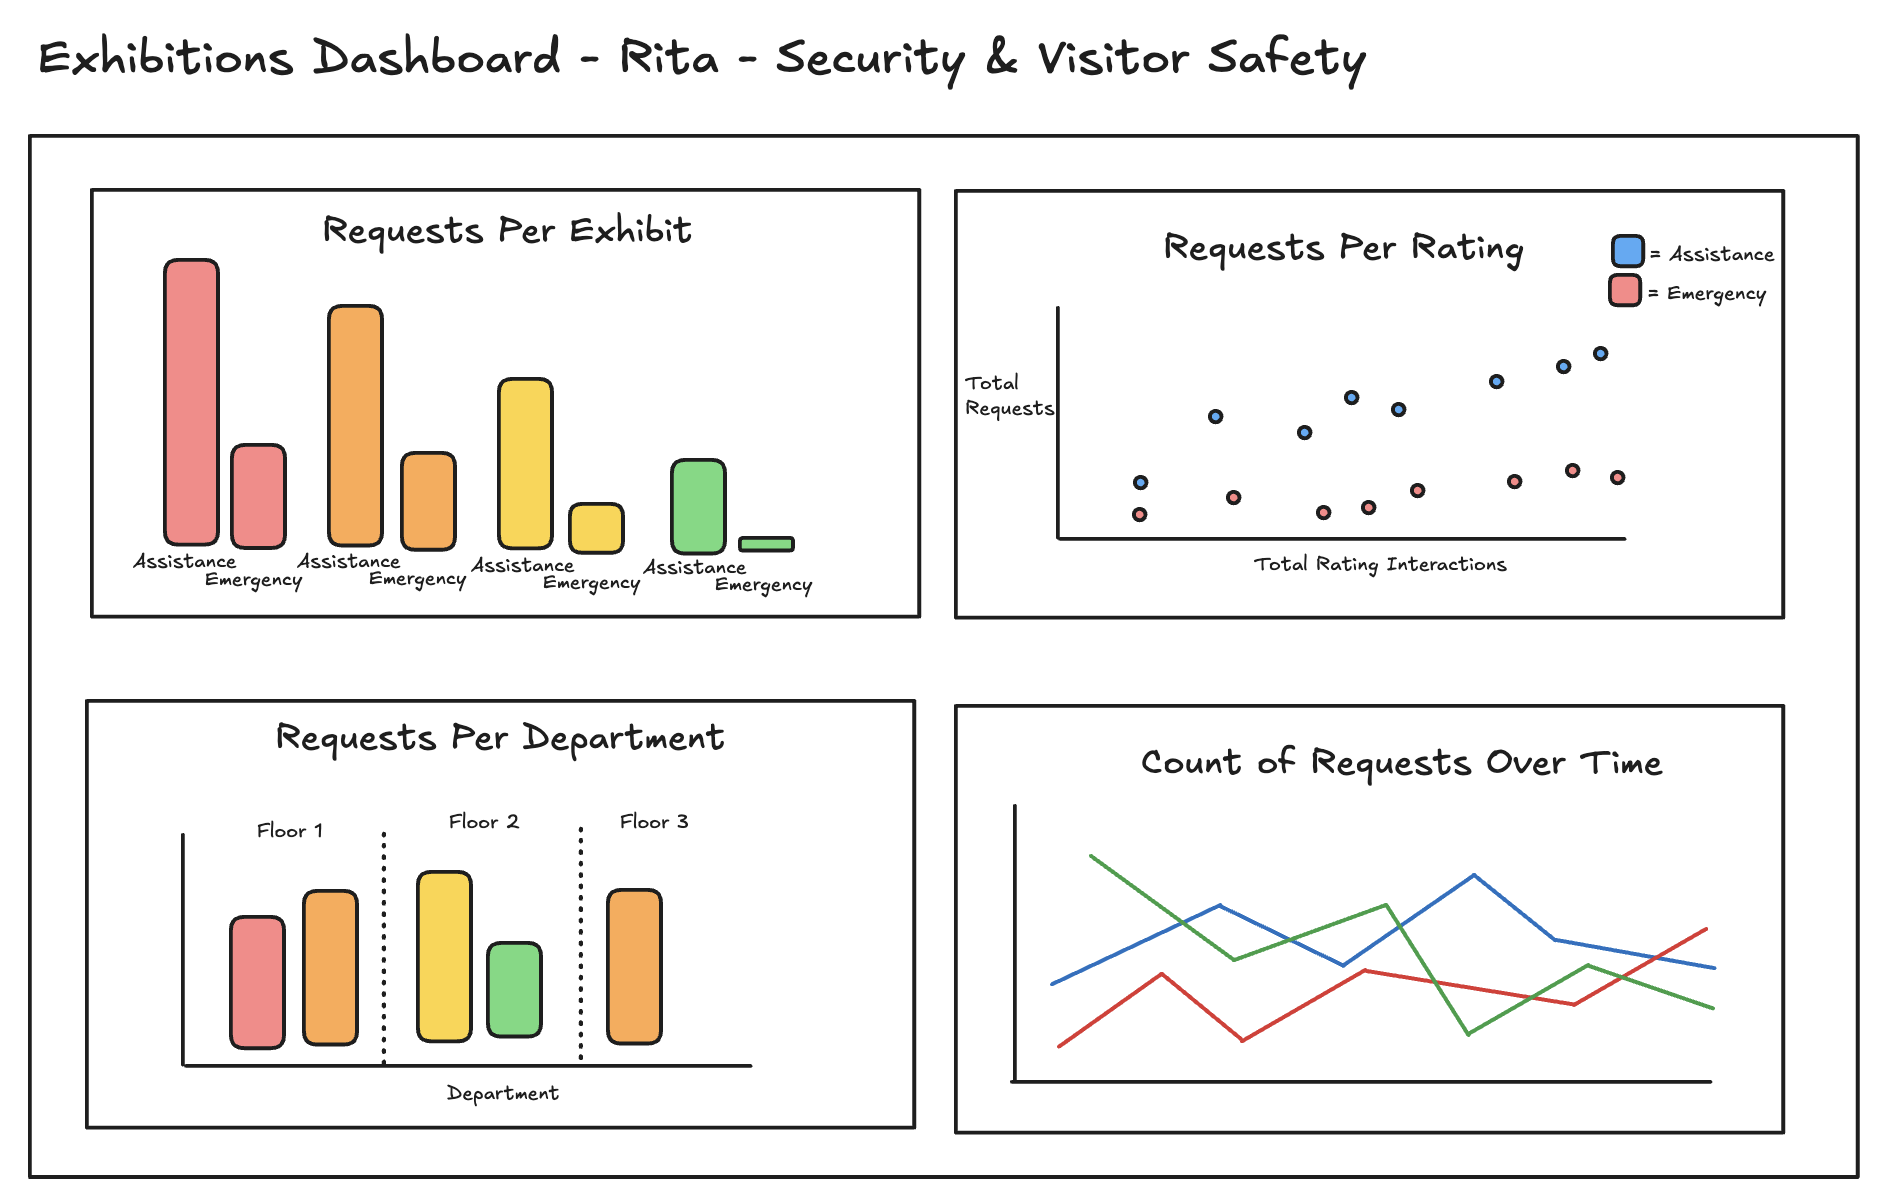 Exhibitions Dashboard - Rita - Security & Visitor Safety
Requests Per Exhibit
Assistance
Emergency
Assistance
Emergency
Assistance
Emergency
Assistance
Emergency
Requests Per Rating
= Assistance
= Emergency
Total
Requests
Total Rating Interactions
Requests Per Department
Floor 1
Floor 2
Floor 3
Department
Count of Requests Over Time